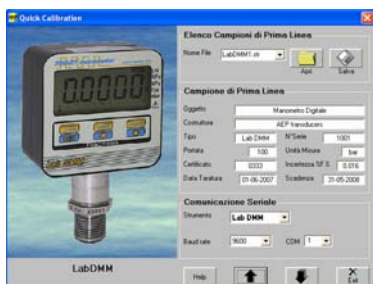 Quick Calibration
Elenco Campioni di Prima Linea
Nome File LabDMM1.str
Apri Salva
Campione di Prima Linea
Oggetto Manometro Digitale
Costruttore AEP transducers
Tipo Lab DMM N°Serie 1001
Portata 100 Unità Misura bar
Certificato 0333 Incertezza %F.S. 0.016
Data Taratura 01-06-2007 Scadenza 31-05-2008
Comunicazione Seriale
Strumento Lab DMM
Baud rate 9600 COM 1
LabDMM
Help Exit